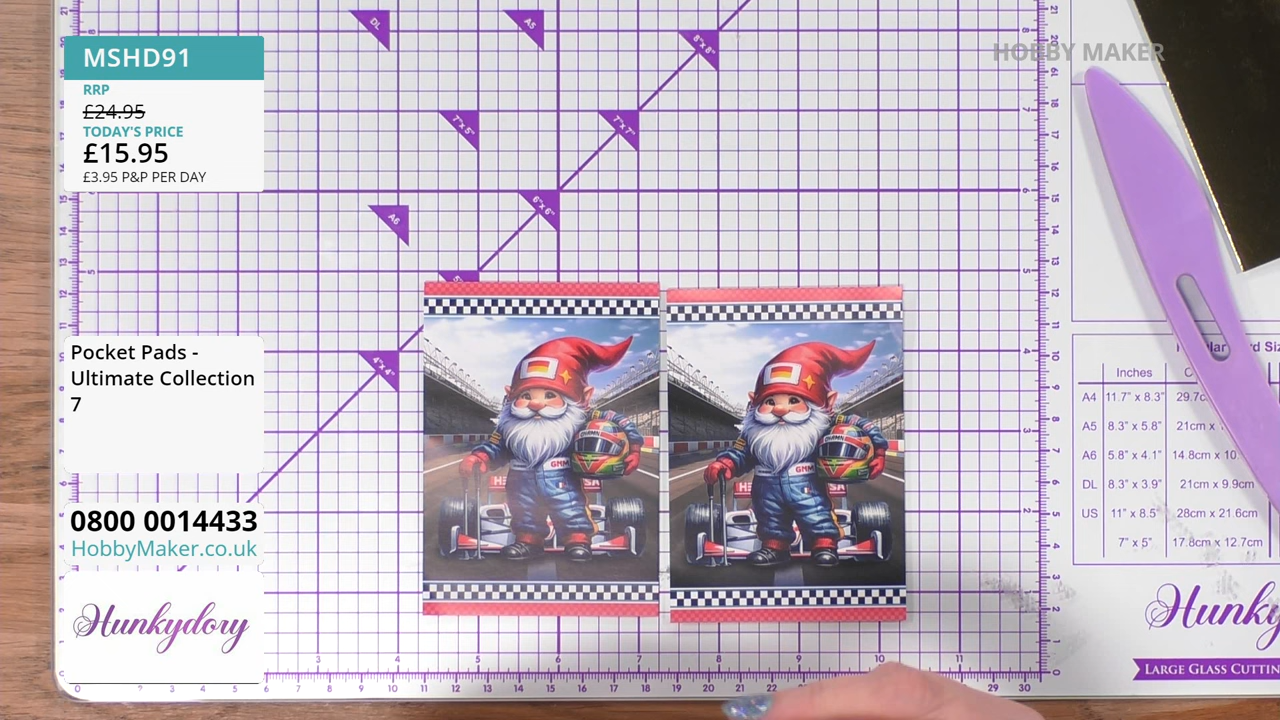 MSHD91
RRP
£24.95
TODAY'S PRICE
£15.95
£3.95 P&P PER DAY
Pocket Pads -
Ultimate Collection
7
0800 0014433
HobbyMaker.co.uk
Hunkydory
HOBBY MAKER
DL
A5
8"x 8"
7"x 5"
7"x 7"
A6
6"x 6"
4"x 4"
Inches
A4 11.7" x 8.3"
A5 8.3" x 5.8" 21cm x
A6 5.8" x 4.1" 14.8cm x 10
DL 8.3" x 3.9" 21cm x 9.9cm
US 11" x 8.5" 28cm x 21.6cm
7" x 5" 17.8cm x 12.7cm
LARGE GLASS CUTTIN